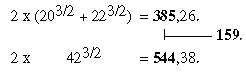 2 x (20^3/2 + 22^3/2) = 385,26.
159.
2 x 42^3/2 = 544,38.